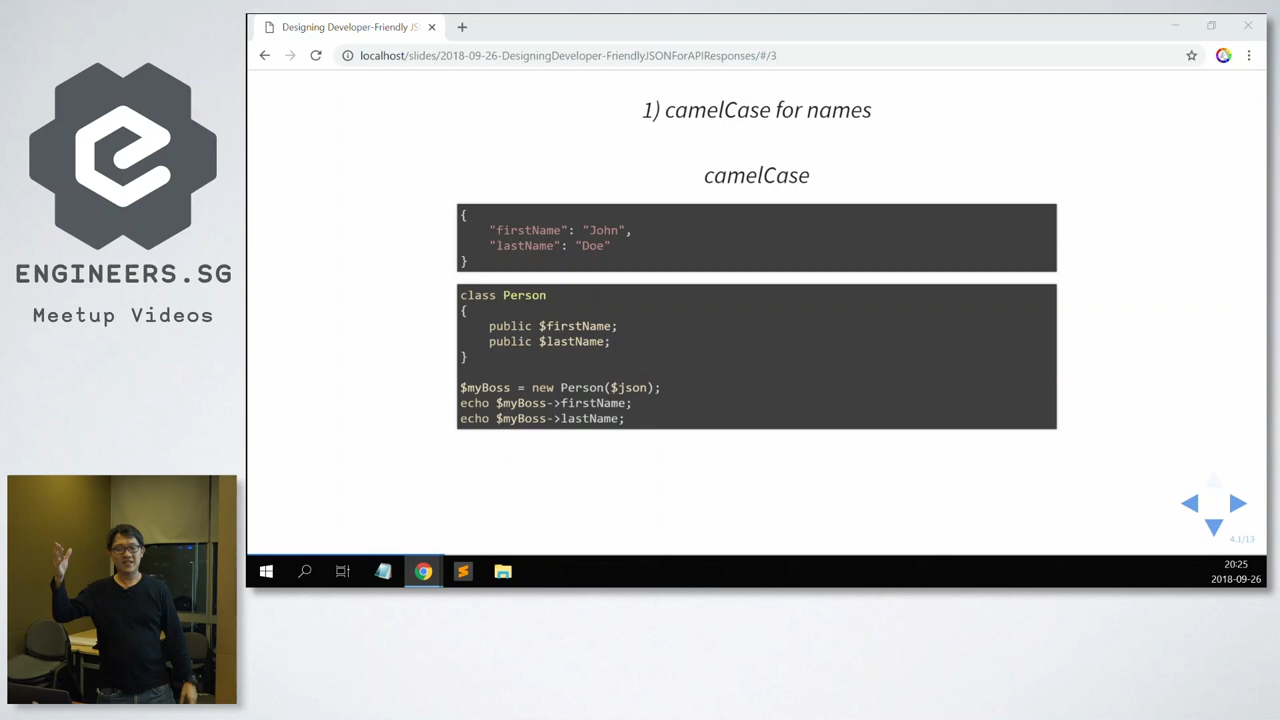 ENGINEERS.SG
Meetup Videos
Designing Developer-Friendly JS
localhost/slides/2018-09-26-DesigningDeveloper-FriendlyJSONForAPIResponses/#/3
1) camelCase for names
camelCase
{
"firstName": "John",
"lastName": "Doe"
}
class Person
{
public $firstName;
public $lastName;
}
$myBoss = new Person($json);
echo $myBoss->firstName;
echo $myBoss->lastName;
4.1/13
20:25
2018-09-26